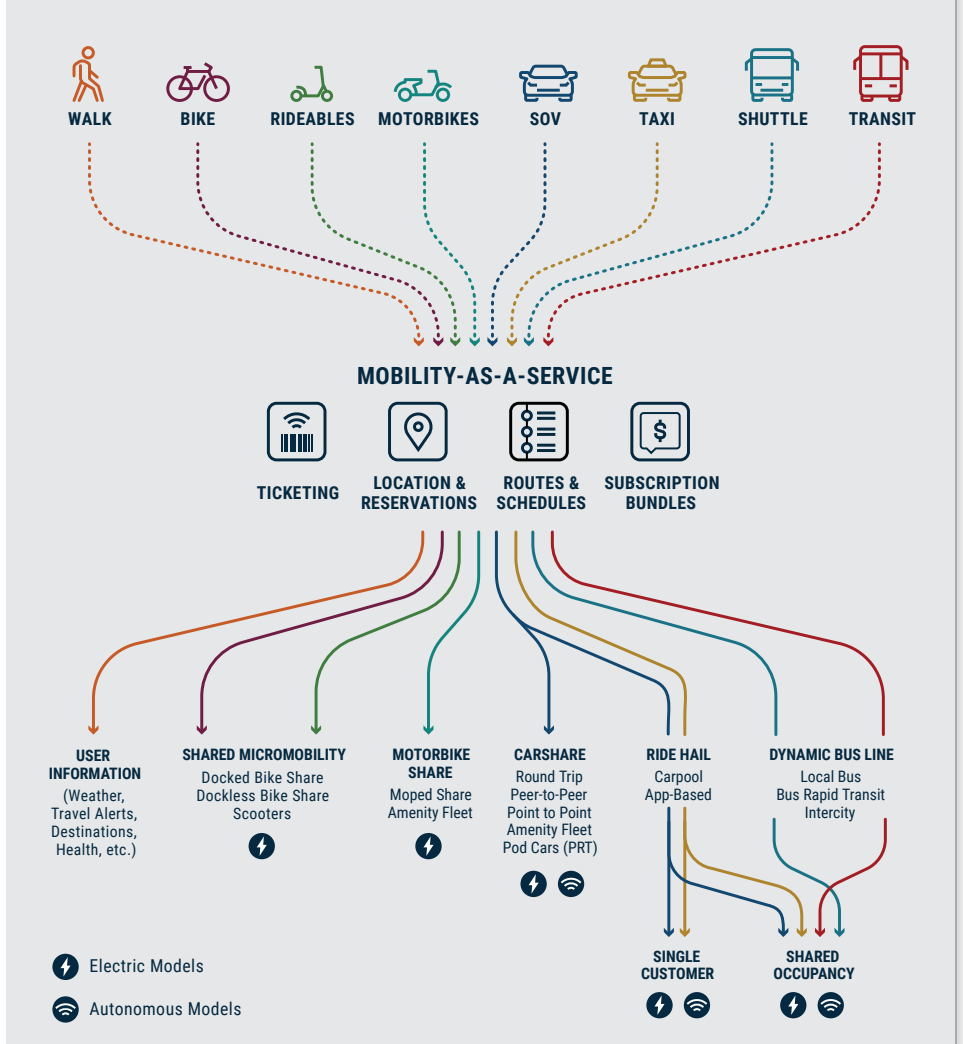 WALK
BIKE
RIDEABLES
MOTORBIKES
SOV
TAXI
SHUTTLE
TRANSIT
MOBILITY-AS-A-SERVICE
$
TICKETING
LOCATION &
RESERVATIONS
ROUTES &
SCHEDULES
SUBSCRIPTION
BUNDLES
USER
INFORMATION
(Weather,
Travel Alerts,
Destinations,
Health, etc.)
SHARED MICROMOBILITY
Docked Bike Share
Dockless Bike Share
Scooters
MOTORBIKE
SHARE
Moped Share
Amenity Fleet
CARSHARE
Round Trip
Peer-to-Peer
Point to Point
Amenity Fleet
Pod Cars (PRT)
RIDE HAIL
Carpool
App-Based
DYNAMIC BUS LINE
Local Bus
Bus Rapid Transit
Intercity
SINGLE
CUSTOMER
SHARED
OCCUPANCY
Electric Models
Autonomous Models